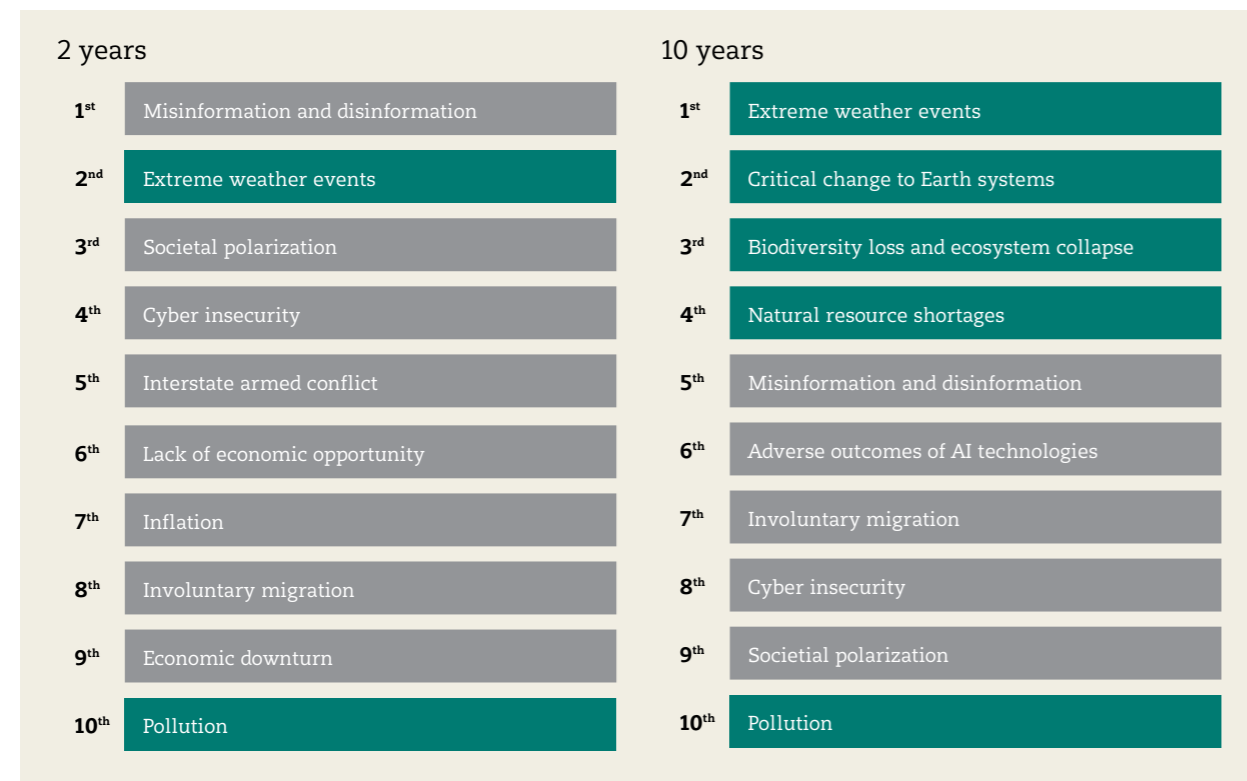 2 years
1st Misinformation and disinformation
2nd Extreme weather events
3rd Societal polarization
4th Cyber insecurity
5th Interstate armed conflict
6th Lack of economic opportunity
7th Inflation
8th Involuntary migration
9th Economic downturn
10th Pollution
10 years
1st Extreme weather events
2nd Critical change to Earth systems
3rd Biodiversity loss and ecosystem collapse
4th Natural resource shortages
5th Misinformation and disinformation
6th Adverse outcomes of AI technologies
7th Involuntary migration
8th Cyber insecurity
9th Societial polarization
10th Pollution